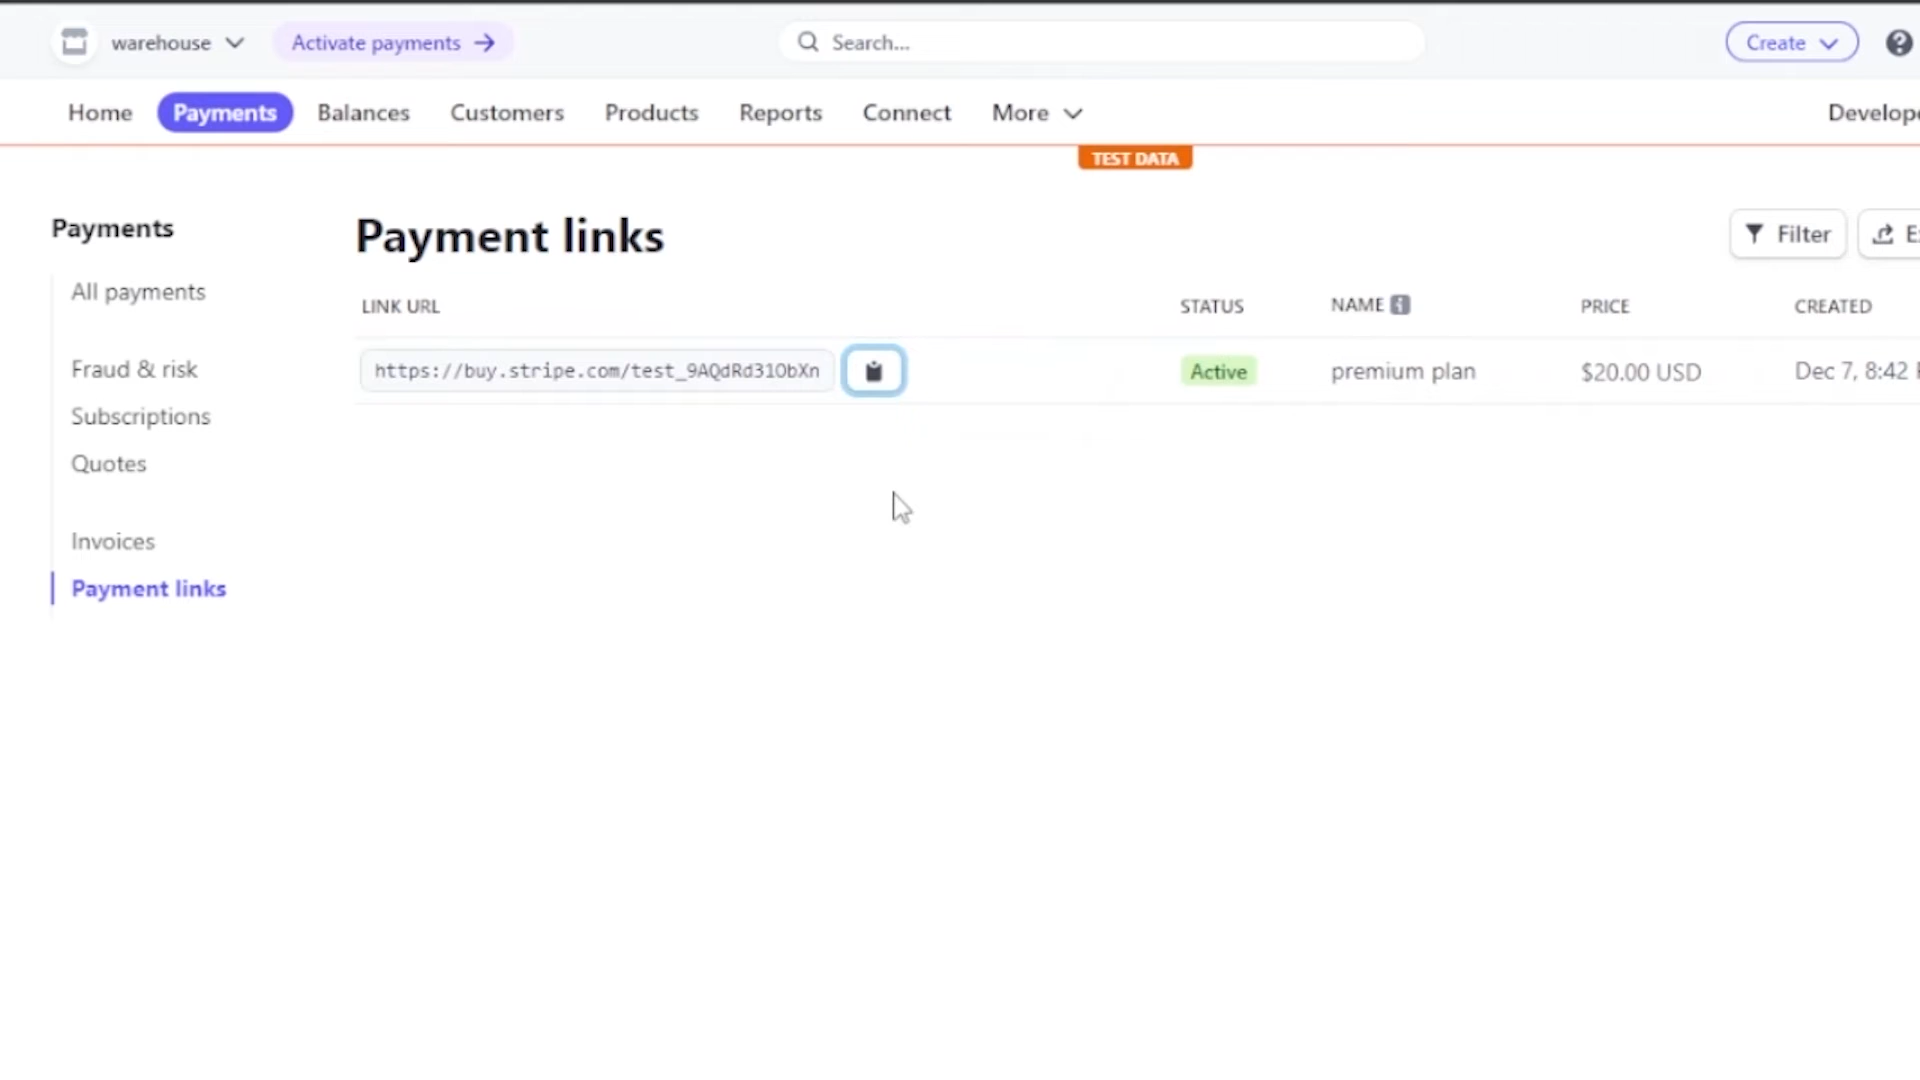 warehouse
Activate payments
Search...
Create
Home
Payments
Balances
Customers
Products
Reports
Connect
More
TEST DATA
Payments
All payments
Fraud & risk
Subscriptions
Quotes
Invoices
Payment links
Payment links
Filter
LINK URL
STATUS
NAME
PRICE
CREATED
https://buy.stripe.com/test_9AQdRd31ObXn
Active
premium plan
$20.00 USD
Dec 7, 8:42